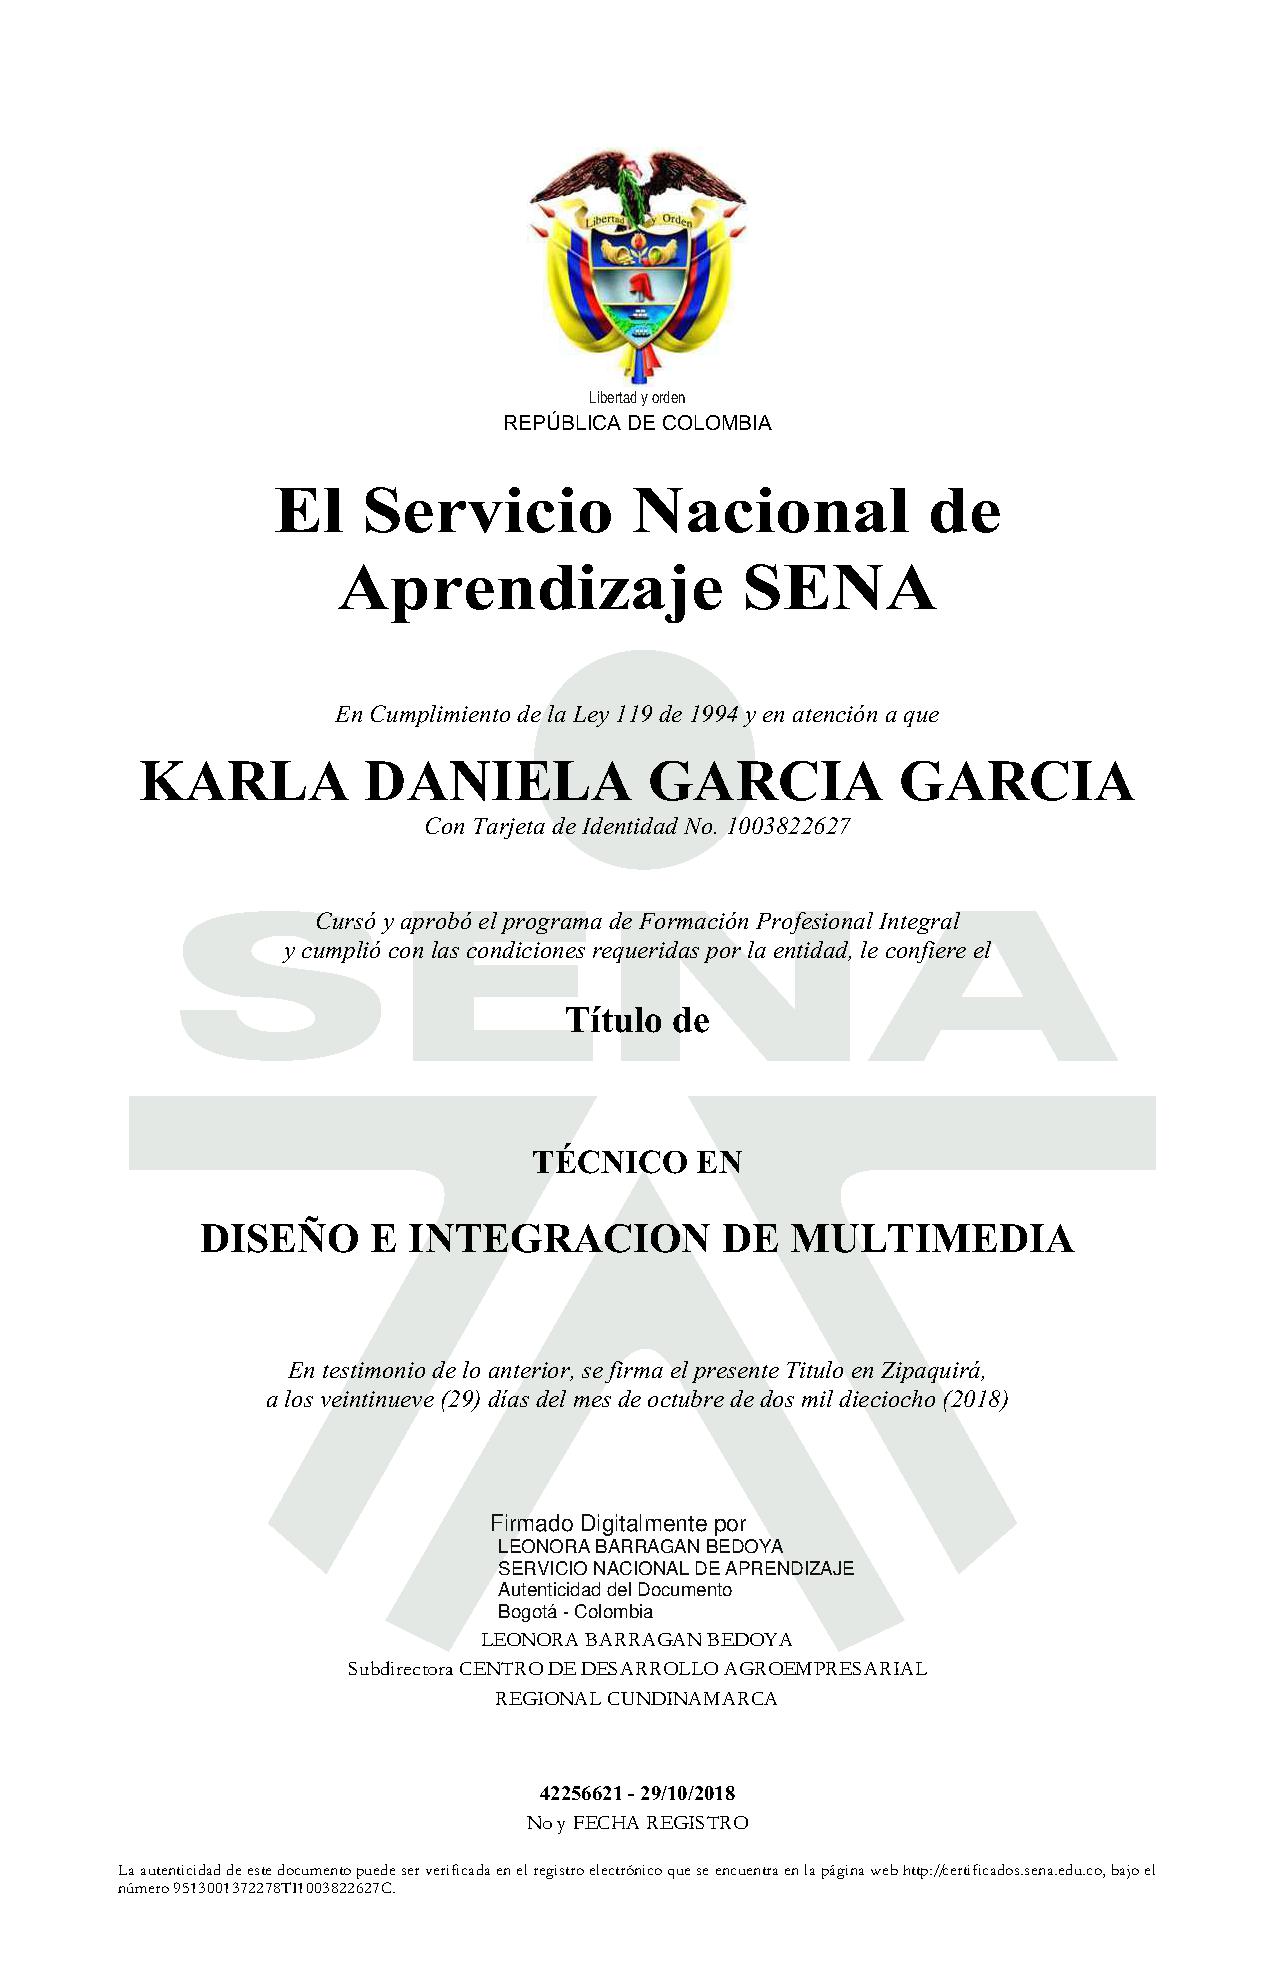 Libertad y Orden
Libertad y orden
REPÚBLICA DE COLOMBIA
El Servicio Nacional de
Aprendizaje SENA
En Cumplimiento de la Ley 119 de 1994 y en atención a que
KARLA DANIELA GARCIA GARCIA
Con Tarjeta de Identidad No. 1003822627
SENA
Cursó y aprobó el programa de Formación Profesional Integral
y cumplió con las condiciones requeridas por la entidad, le confiere el
Título de
TÉCNICO EN
DISEÑO E INTEGRACION DE MULTIMEDIA
En testimonio de lo anterior, se firma el presente Titulo en Zipaquirá,
a los veintinueve (29) días del mes de octubre de dos mil dieciocho (2018)
Firmado Digitalmente por
LEONORA BARRAGAN BEDOYA
SERVICIO NACIONAL DE APRENDIZAJE
Autenticidad del Documento
Bogotá - Colombia
LEONORA BARRAGAN BEDOYA
Subdirectora CENTRO DE DESARROLLO AGROEMPRESARIAL
REGIONAL CUNDINAMARCA
42256621 - 29/10/2018
No y FECHA REGISTRO
La autenticidad de este documento puede ser verificada en el registro electrónico que se encuentra en la página web http://certificados.sena.edu.co, bajo el
número 9513001372278TI1003822627C.